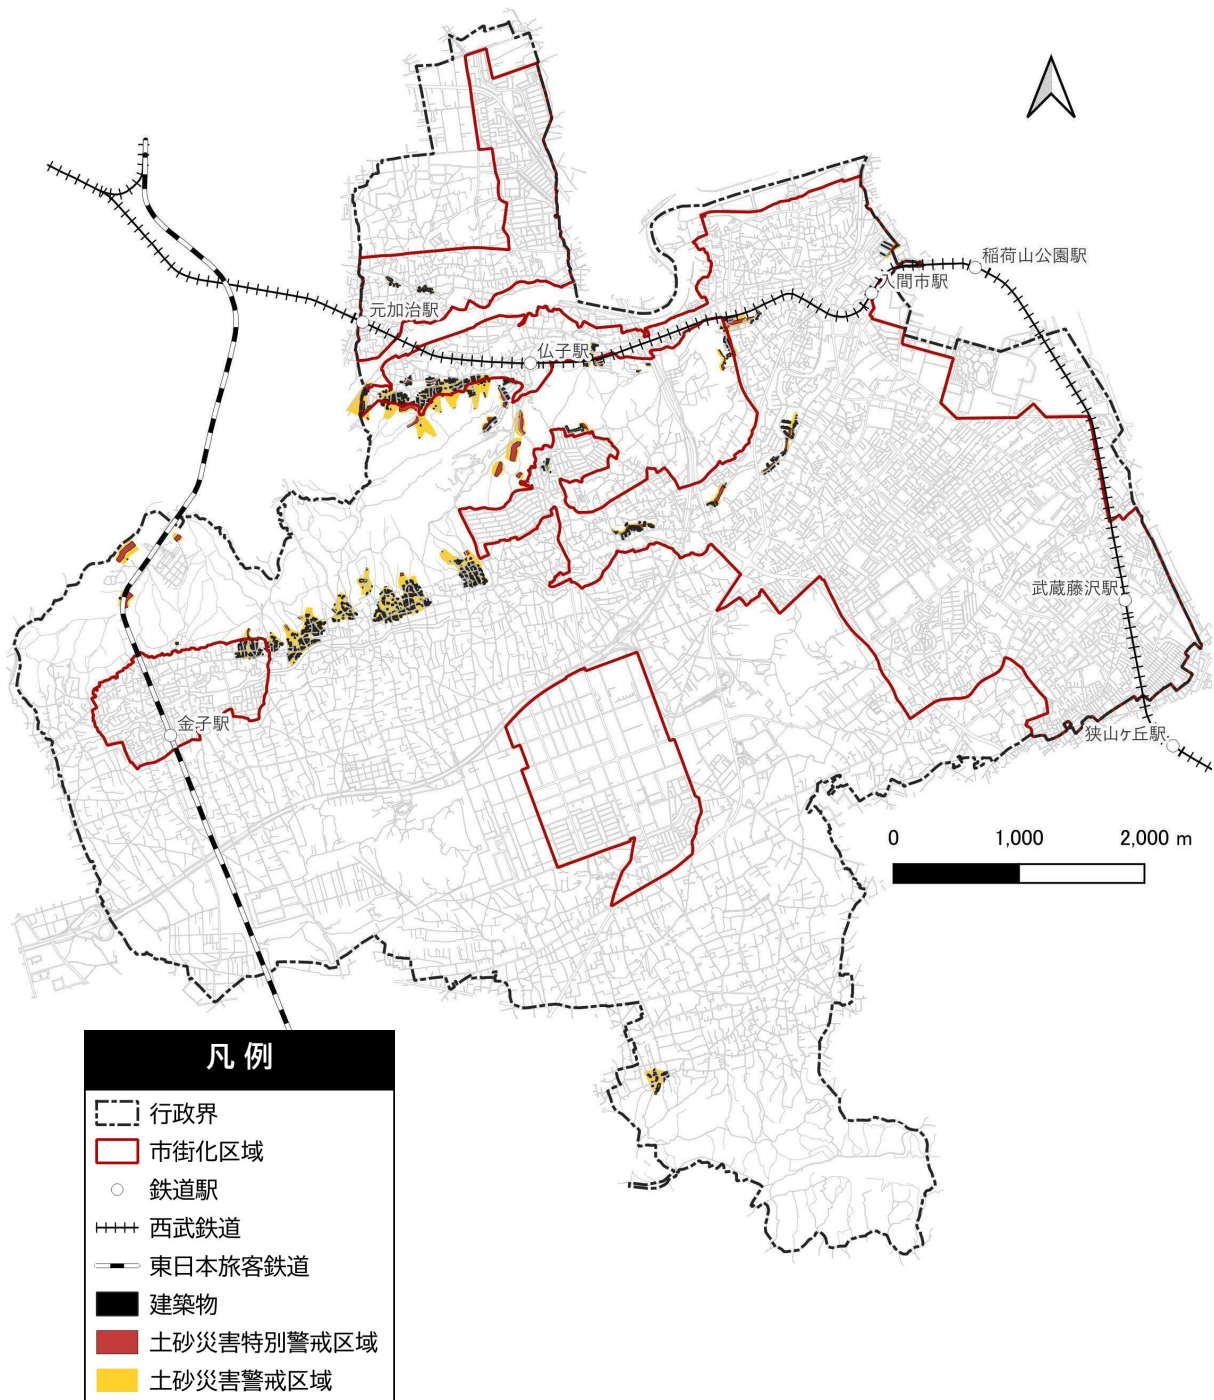 稲荷山公園駅
入間市駅
元加治駅
仏子駅
武蔵藤沢駅
金子駅
狭山ヶ丘駅
0 1,000 2,000 m
凡例
行政界
市街化区域
鉄道駅
西武鉄道
東日本旅客鉄道
建築物
土砂災害特別警戒区域
土砂災害警戒区域